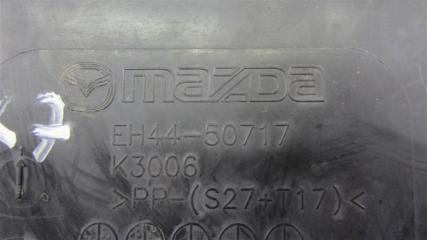 mazda
EH44-50717
K3006
>PP-(S27+T17)<